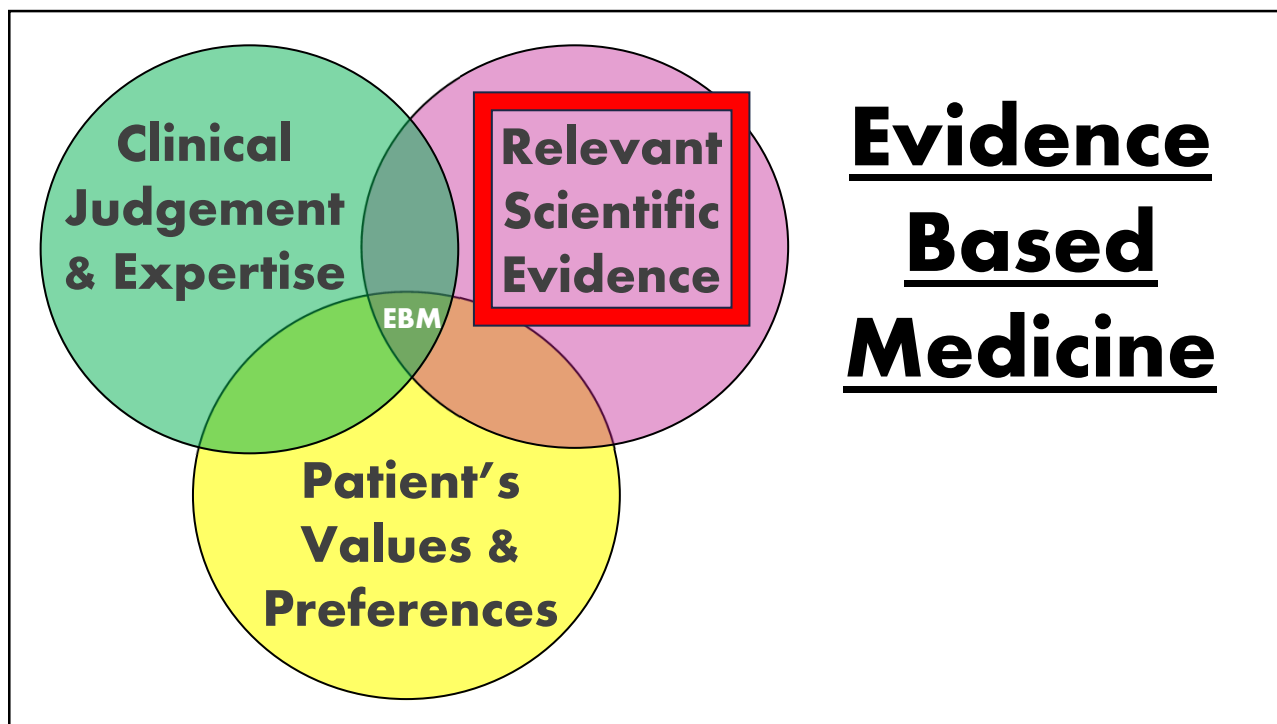 Clinical
Judgement
& Expertise
Relevant
Scientific
Evidence
EBM
Patient’s
Values &
Preferences
Evidence
Based
Medicine